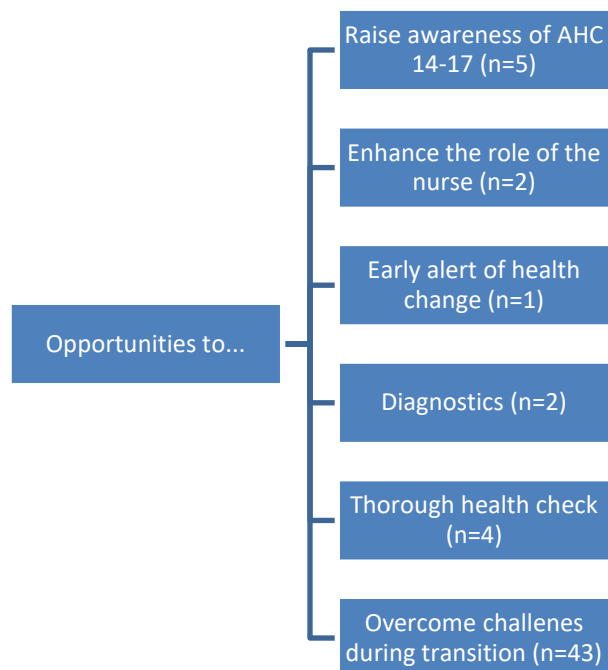 Raise awareness of AHC
14-17 (n=5)
Enhance the role of the
nurse (n=2)
Early alert of health
change (n=1)
Opportunities to...
Diagnostics (n=2)
Thorough health check
(n=4)
Overcome challenes
during transition (n=43)